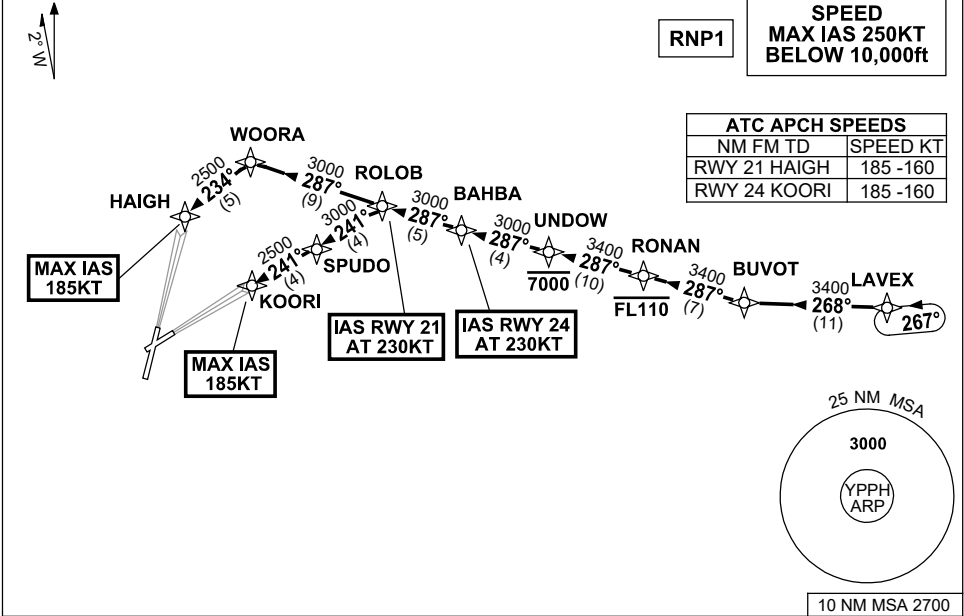 2° W
RNP1
SPEED
MAX IAS 250KT
BELOW 10,000ft
ATC APCH SPEEDS
NM FM TD SPEED KT
RWY 21 HAIGH 185 -160
RWY 24 KOORI 185 -160
WOORA
2500
234°
(5)
3000
287°
(9)
ROLOB
HAIGH
3000
241°
(4)
3000
287°
(5)
BAHBA
3000
287°
(4)
UNDOW
7000
3400
287°
(10)
RONAN
FL110
3400
287°
(7)
BUVOT
3400
268°
(11)
LAVEX
267°
SPUDO
2500
241°
(4)
KOORI
MAX IAS
185KT
MAX IAS
185KT
IAS RWY 21
AT 230KT
IAS RWY 24
AT 230KT
25 NM MSA
3000
YPPH
ARP
10 NM MSA 2700